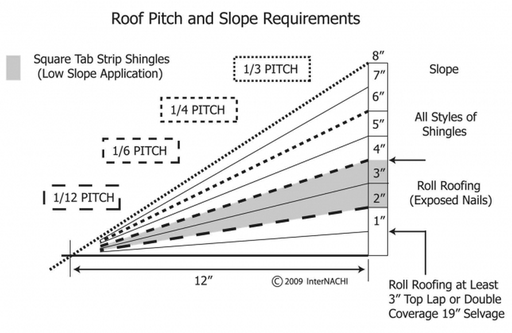 Roof Pitch and Slope Requirements
Square Tab Strip Shingles
(Low Slope Application)
1/3 PITCH
1/4 PITCH
1/6 PITCH
1/12 PITCH
8"
7"
6"
5"
4"
3"
2"
1"
Slope
All Styles of
Shingles
Roll Roofing
(Exposed Nails)
Roll Roofing at Least
3" Top Lap or Double
Coverage 19" Selvage
12"
© 2009 InterNACHI